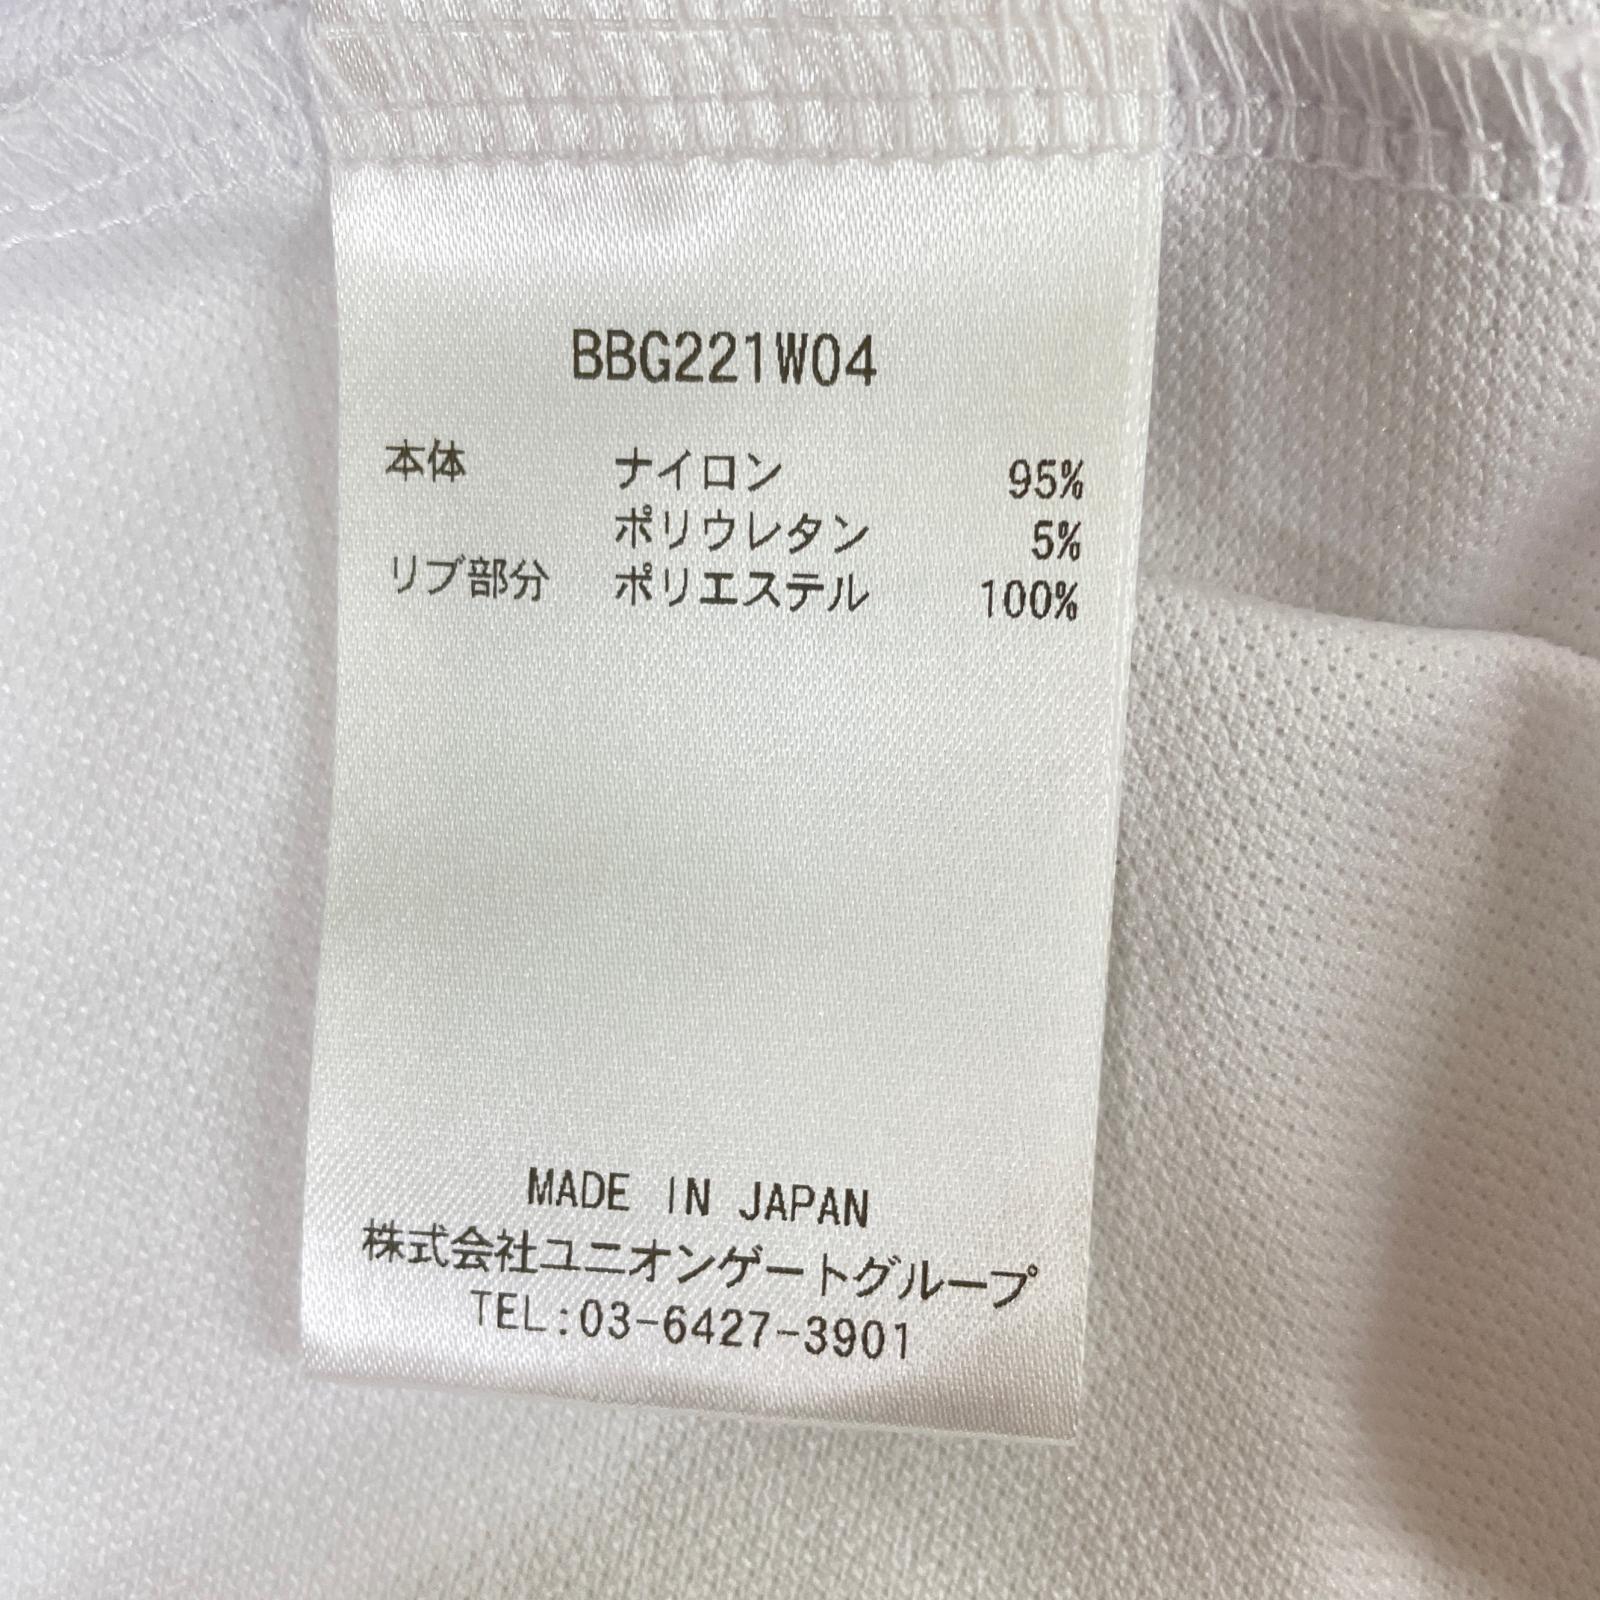 BBG221W04
本体 ナイロン 95%
ポリウレタン 5%
リブ部分 ポリエステル 100%
MADE IN JAPAN
株式会社ユニオンゲートグループ
TEL:03-6427-3901